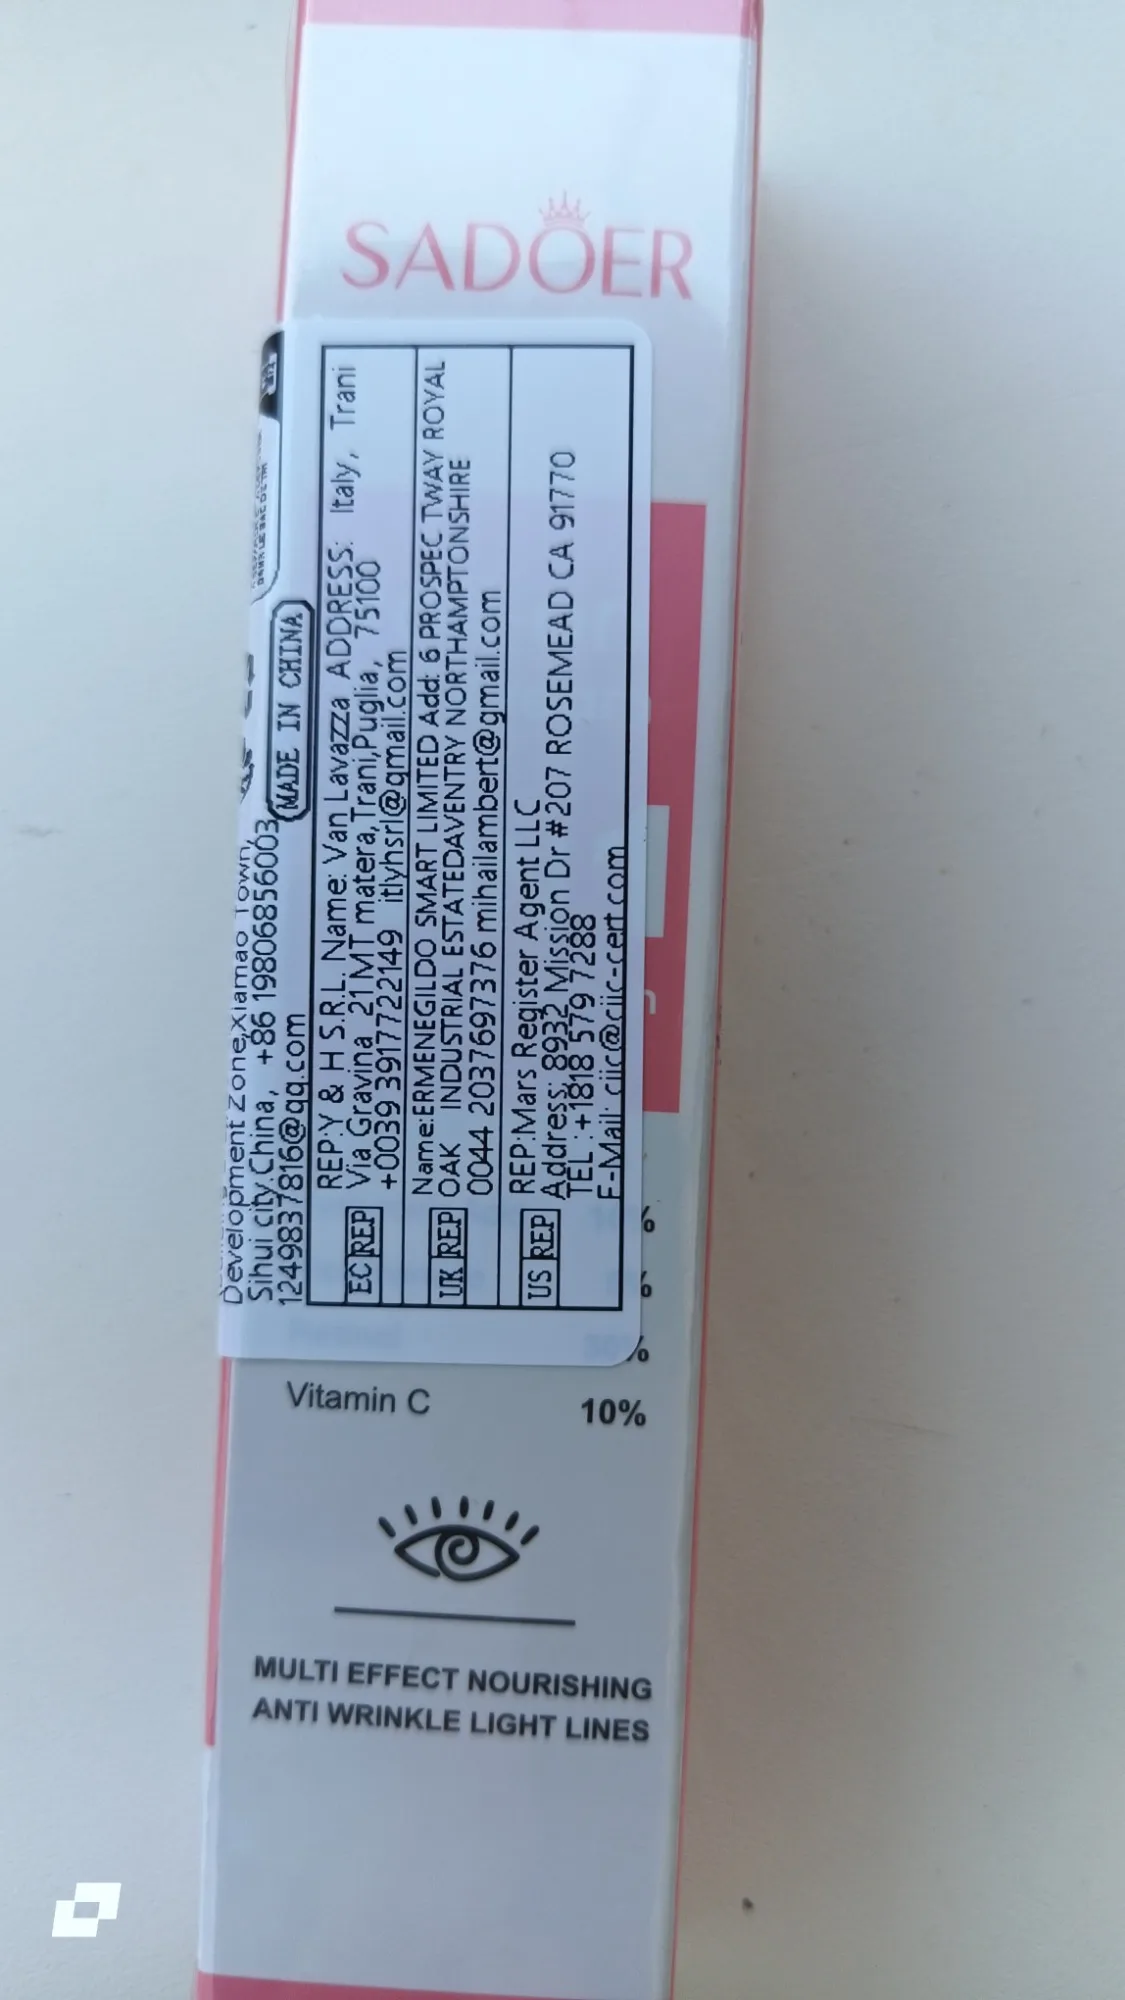 SADOER
Development Zone,Xiamao Town,
Sihui city.China, +86 19806856003
1249837816@qq.com
MADE IN CHINA
EC REP
REP:Y & H S.R.L. Name: Van Lavazza ADDRESS: Italy, Trani
Via Gravina 21 MT matera,Trani,Puglia, 75100
+0039 3917722149 itlyhsrl@gmail.com
UK REP
Name:ERMENEGILDO SMART LIMITED Add: 6 PROSPEC TWAY ROYAL
OAK INDUSTRIAL ESTATEDAVENTRY NORTHAMPTONSHIRE
0044 2037697376 mihailambert@gmail.com
US REP
REP:Mars Register Agent LLC
Address: 8932 Mission Dr #207 ROSEMEAD CA 91770
TEL :+1818 579 7288
E-Mail: ciic@ciic-cert.com
Vitamin C 10%
MULTI EFFECT NOURISHING
ANTI WRINKLE LIGHT LINES